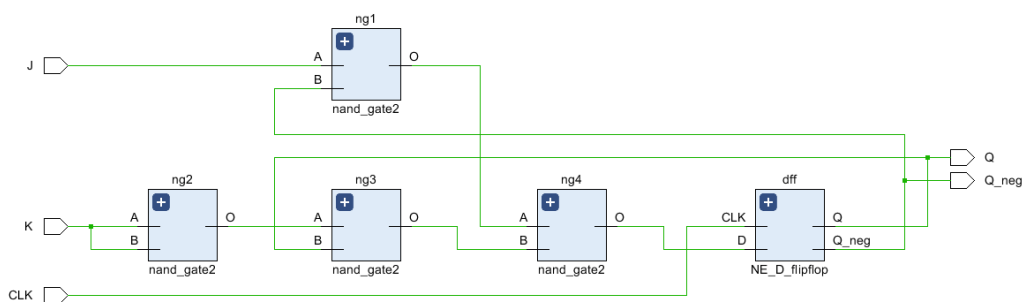 ng1
J
A
O
B
nand_gate2
Q
Q_neg
ng2
ng3
ng4
dff
K
A
O
A
O
A
O
CLK
Q
B
B
B
D
Q_neg
nand_gate2
nand_gate2
nand_gate2
NE_D_flipflop
CLK